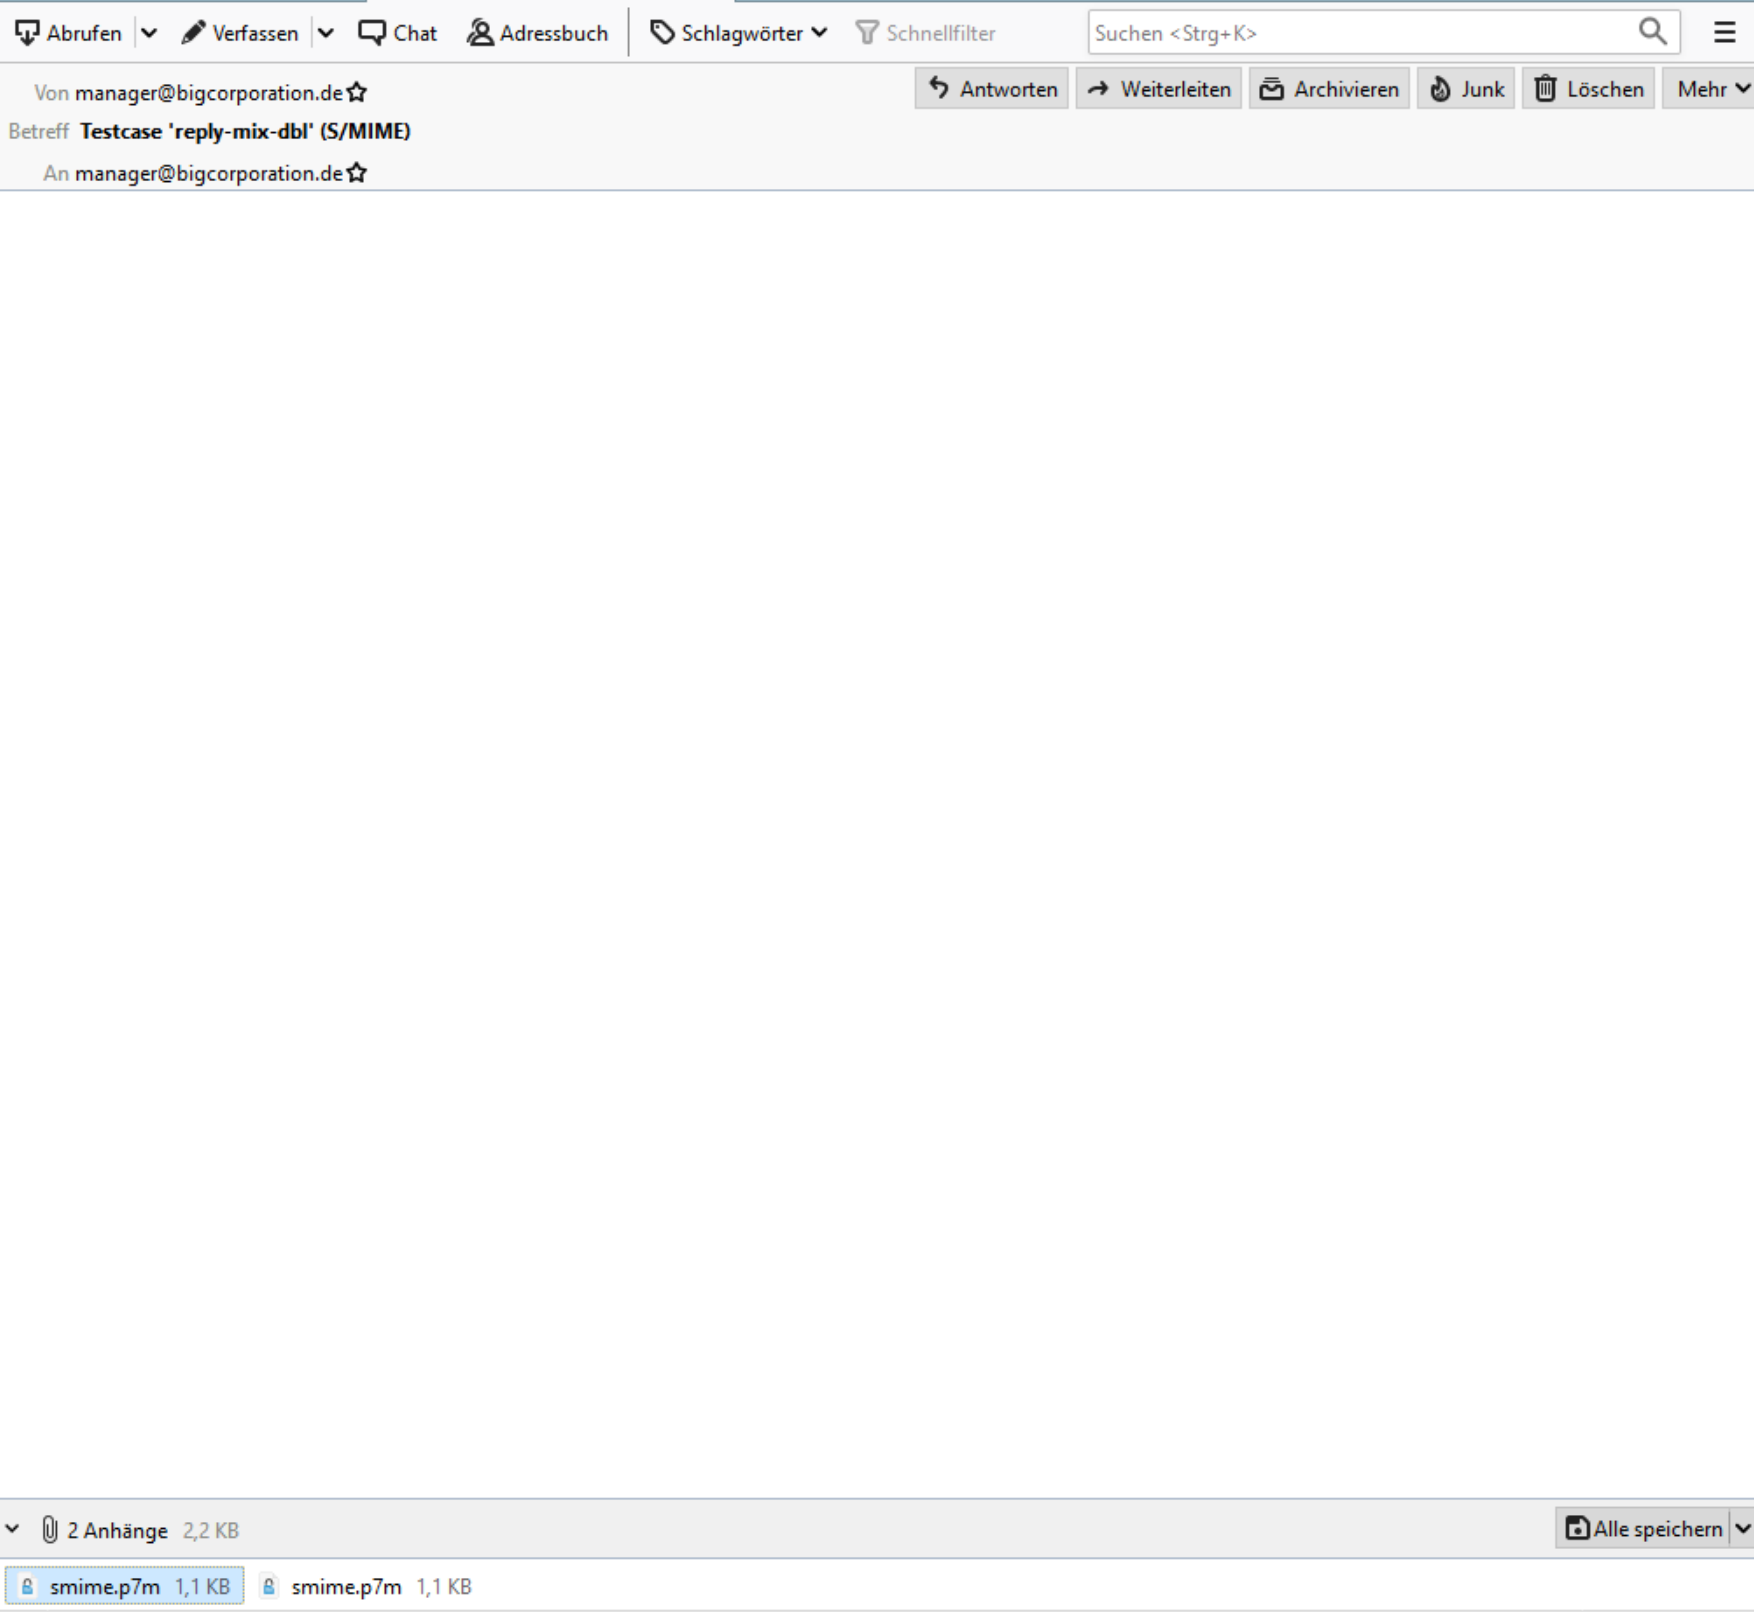 Abrufen Verfassen Chat Adressbuch Schlagwörter Schnellfilter Suchen <Strg+K>
Von manager@bigcorporation.de Antworten Weiterleiten Archivieren Junk Löschen Mehr
Betreff Testcase 'reply-mix-dbl' (S/MIME)
An manager@bigcorporation.de
2 Anhänge 2,2 KB Alle speichern
smime.p7m 1,1 KB smime.p7m 1,1 KB